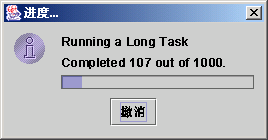 进度...
Running a Long Task
Completed 107 out of 1000.
撤消